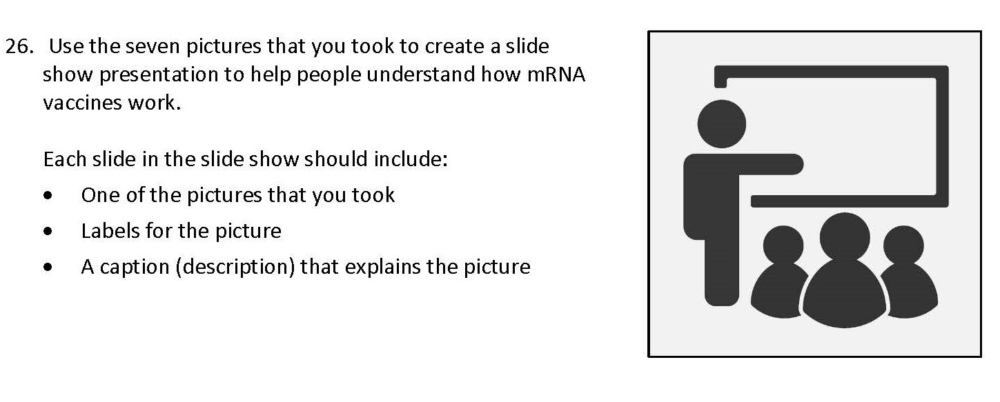 26. Use the seven pictures that you took to create a slide
show presentation to help people understand how mRNA
vaccines work.
Each slide in the slide show should include:
• One of the pictures that you took
• Labels for the picture
• A caption (description) that explains the picture